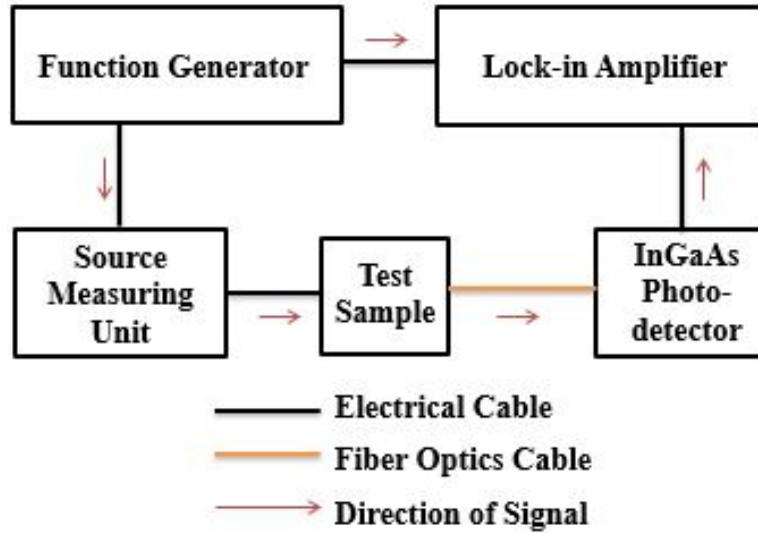 Function Generator
Lock-in Amplifier
Source
Measuring
Unit
Test
Sample
InGaAs
Photo-
detector
Electrical Cable
Fiber Optics Cable
Direction of Signal